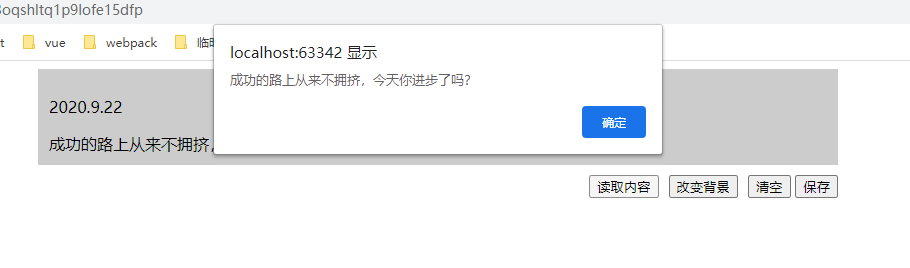 oqshltq1p9lofe15dfp
t vue webpack 临
localhost:63342 显示
成功的路上从来不拥挤，今天你进步了吗？
确定
2020.9.22
成功的路上从来不拥挤，
读取内容 改变背景 清空 保存